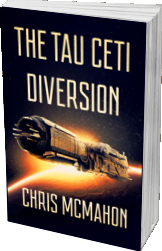 THE TAU CETI
DIVERSION
CHRIS MCMAHON